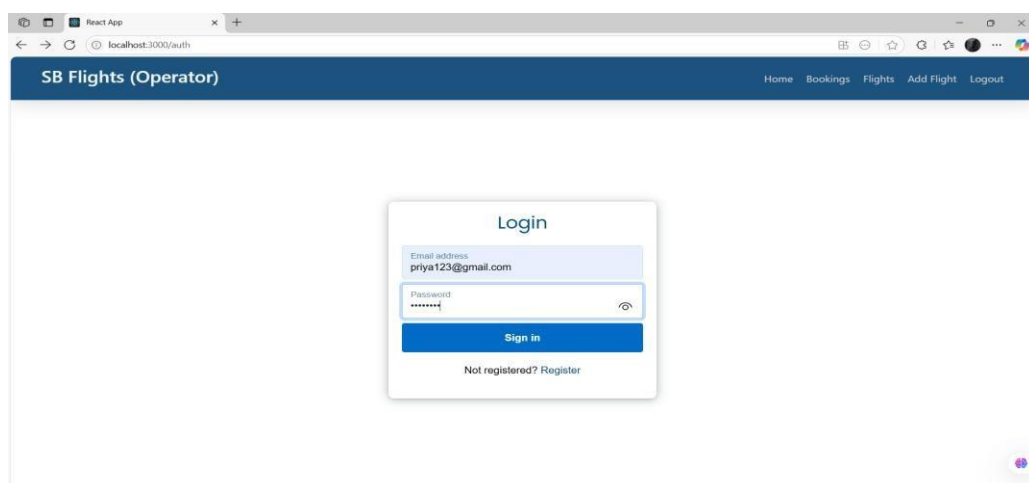 React App
localhost:3000/auth
SB Flights (Operator)
Home Bookings Flights Add Flight Logout
Login
Email address
priya123@gmail.com
Password
••••••••
Sign in
Not registered? Register